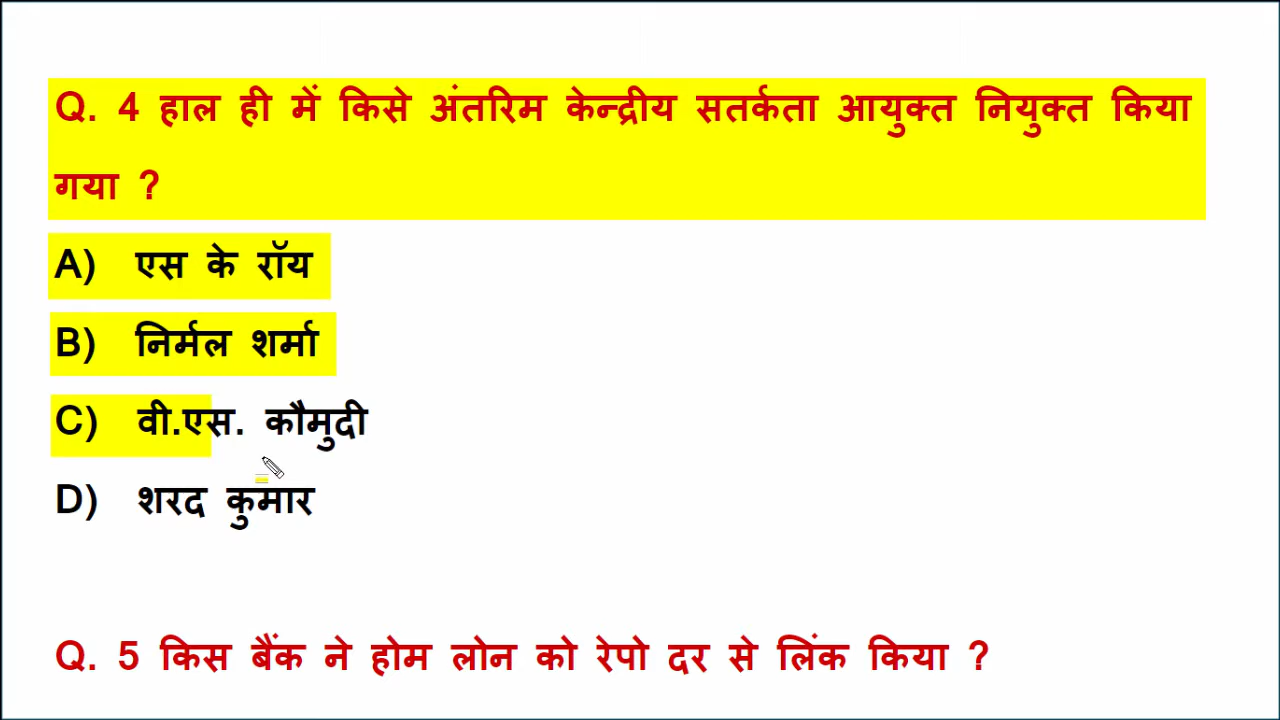 Q. 4 हाल ही में किसे अंतरिम केन्द्रीय सतर्कता आयुक्त नियुक्त किया
गया ?
A) एस के रॉय
B) निर्मल शर्मा
C) वी.एस. कौमुदी
D) शरद कुमार
Q. 5 किस बैंक ने होम लोन को रेपो दर से लिंक किया ?